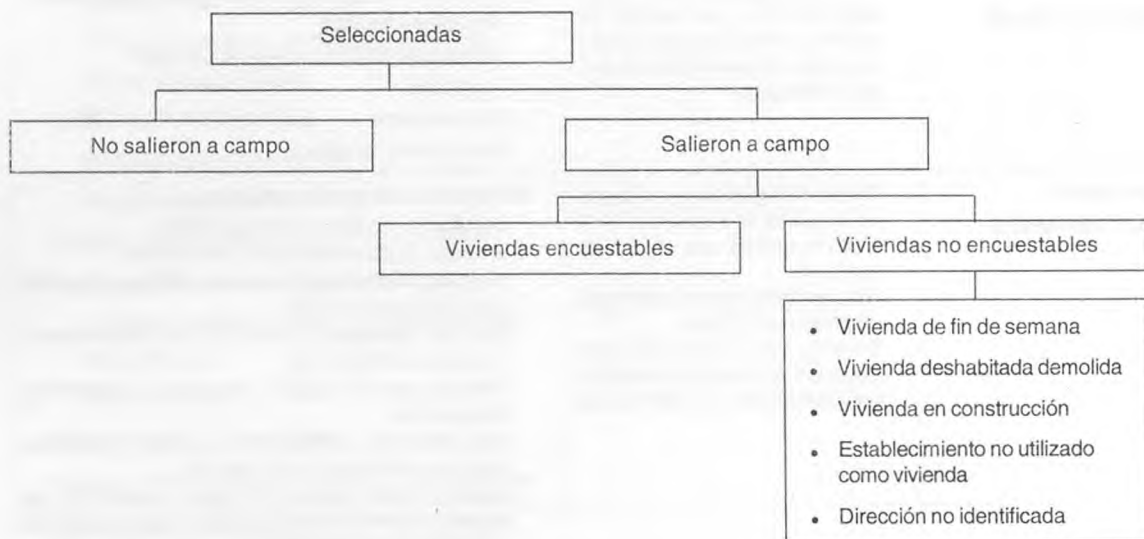 Seleccionadas
No salieron a campo
Salieron a campo
Viviendas encuestables
Viviendas no encuestables
• Vivienda de fin de semana
• Vivienda deshabitada demolida
• Vivienda en construcción
• Establecimiento no utilizado
como vivienda
• Dirección no identificada